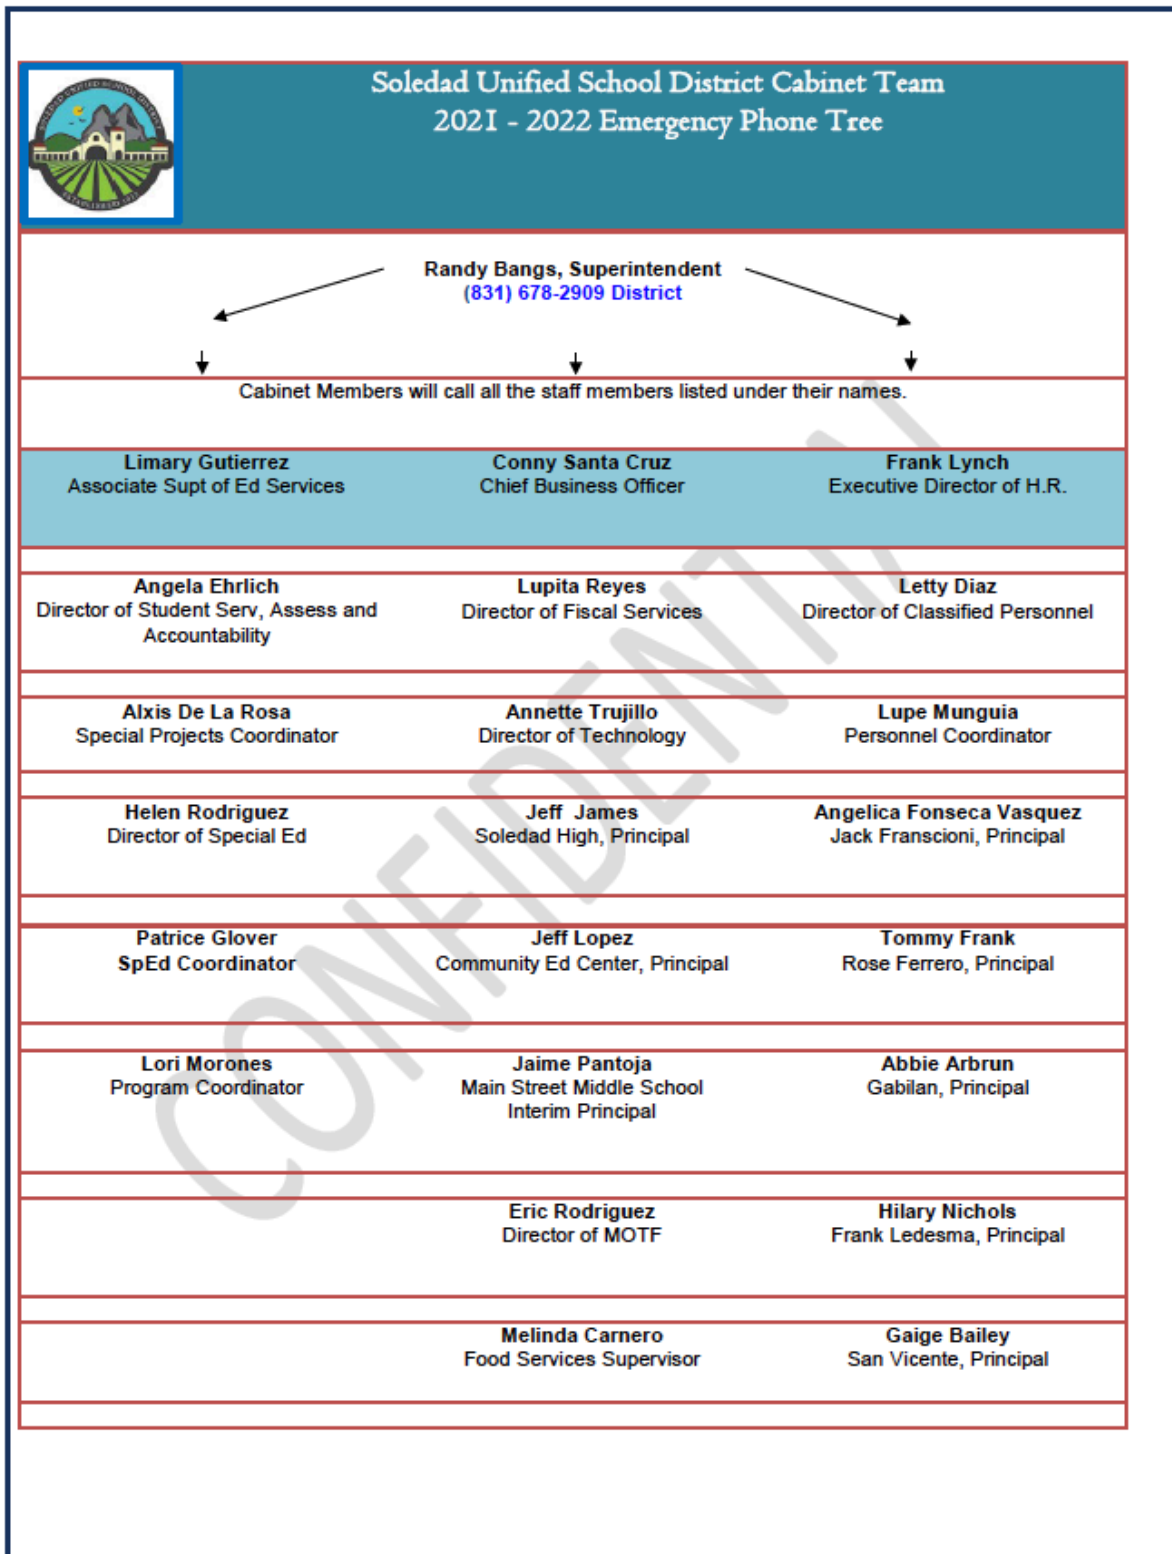 Soledad Unified School District Cabinet Team
2021 - 2022 Emergency Phone Tree
SOLEDAD UNIFIED SCHOOL DISTRICT
Randy Bangs, Superintendent
(831) 678-2909 District
Cabinet Members will call all the staff members listed under their names.
Limary Gutierrez Conny Santa Cruz Frank Lynch
Associate Supt of Ed Services Chief Business Officer Executive Director of H.R.
Angela Ehrlich Lupita Reyes Letty Diaz
Director of Student Serv, Assess and Director of Fiscal Services Director of Classified Personnel
Accountability
Alxis De La Rosa Annette Trujillo Lupe Munguia
Special Projects Coordinator Director of Technology Personnel Coordinator
Helen Rodriguez Jeff James Angelica Fonseca Vasquez
Director of Special Ed Soledad High, Principal Jack Franscioni, Principal
Patrice Glover Jeff Lopez Tommy Frank
SpEd Coordinator Community Ed Center, Principal Rose Ferrero, Principal
Lori Morones Jaime Pantoja Abbie Arbrun
Program Coordinator Main Street Middle School Gabilan, Principal
Interim Principal
Eric Rodriguez Hilary Nichols
Director of MOTF Frank Ledesma, Principal
Melinda Carnero Gaige Bailey
Food Services Supervisor San Vicente, Principal
CONFIDENTIAL